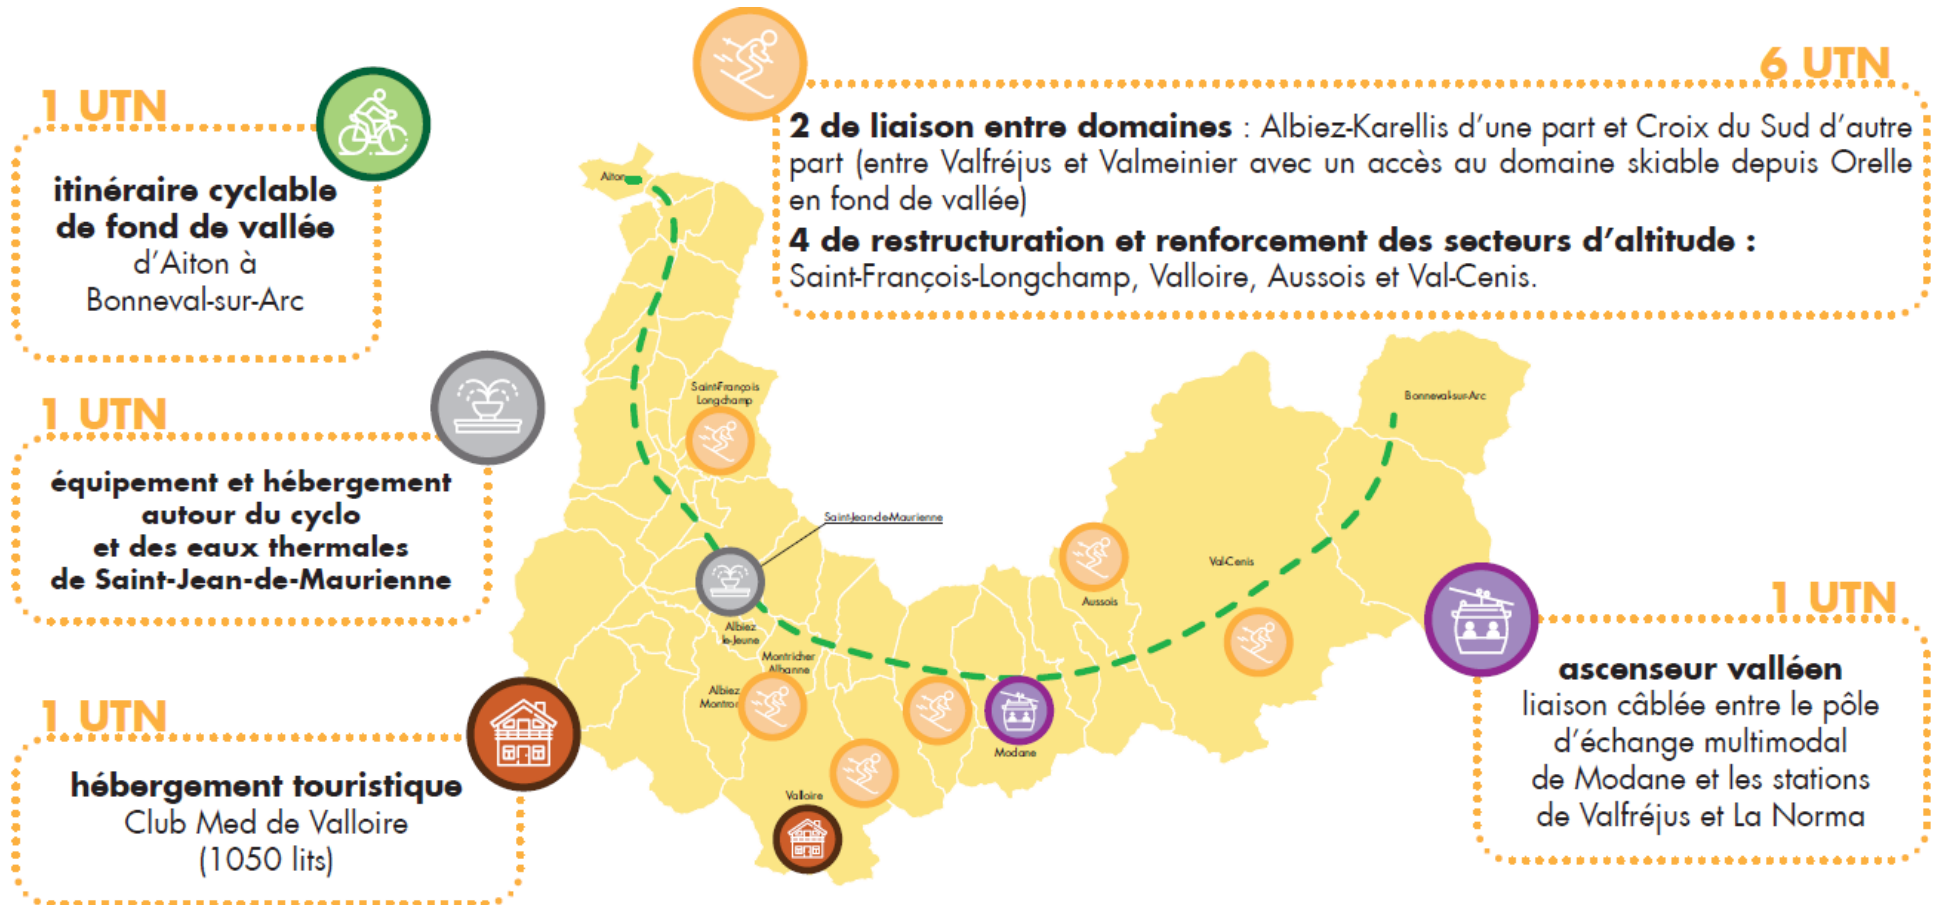 1 UTN
itinéraire cyclable
de fond de vallée
d'Aiton à
Bonneval-sur-Arc
1 UTN
équipement et hébergement
autour du cyclo
et des eaux thermales
de Saint-Jean-de-Maurienne
1 UTN
hébergement touristique
Club Med de Valloire
(1050 lits)
6 UTN
2 de liaison entre domaines : Albiez-Karellis d'une part et Croix du Sud d'autre
part (entre Valfréjus et Valmeinier avec un accès au domaine skiable depuis Orelle
en fond de vallée)
4 de restructuration et renforcement des secteurs d'altitude :
Saint-François-Longchamp, Valloire, Aussois et Val-Cenis.
1 UTN
ascenseur valléen
liaison câblée entre le pôle
d'échange multimodal
de Modane et les stations
de Valfréjus et La Norma
Aiton
Saint-François
Longchamp
Bonneval-sur-Arc
Saint-Jean-de-Maurienne
Val-Cenis
Aussois
Albiez
le-Jeune
Montricher
Albanne
Albiez
Modane
Valloire